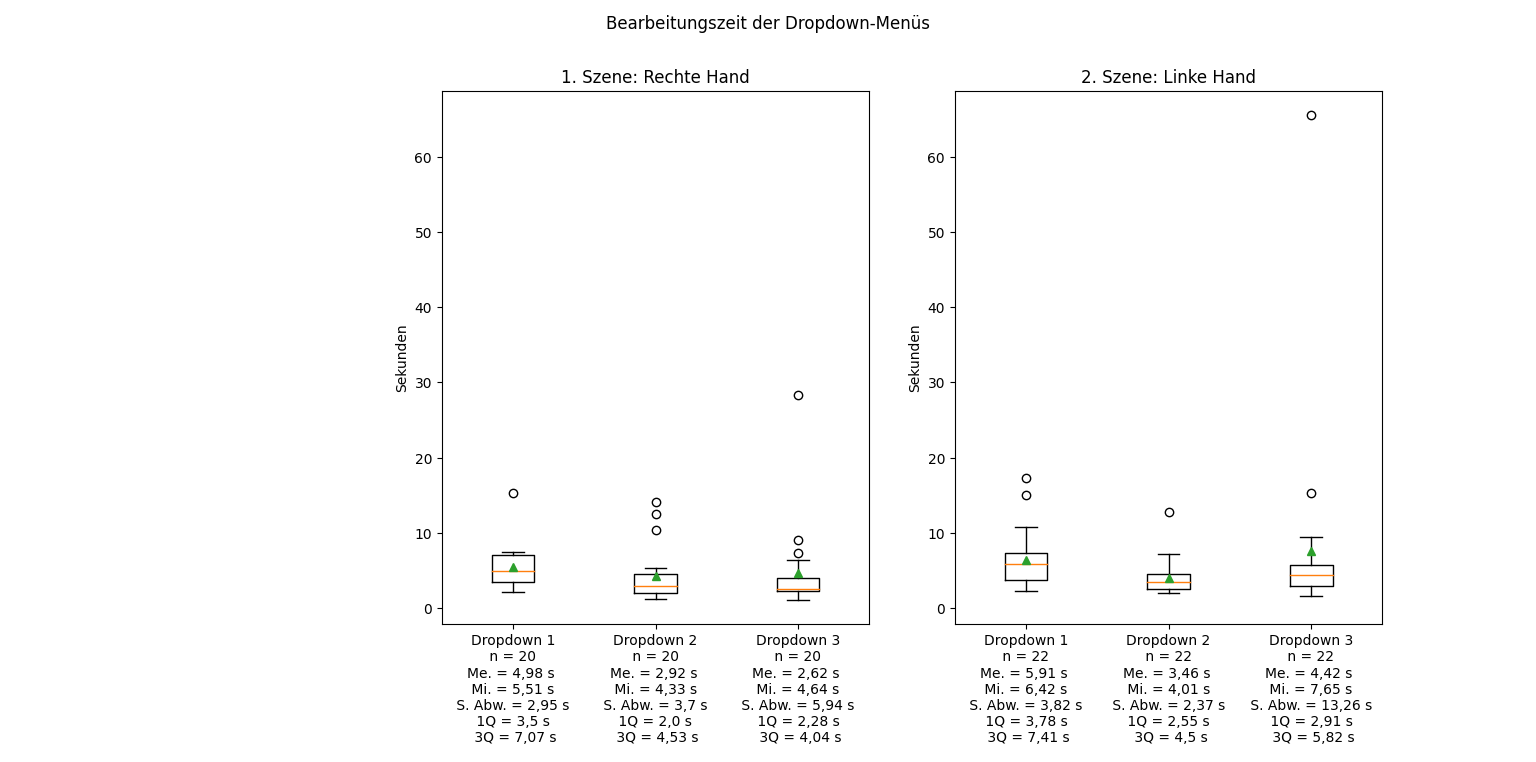 Bearbeitungszeit der Dropdown-Menüs
1. Szene: Rechte Hand
Sekunden
60
50
40
30
20
10
0
Dropdown 1
n = 20
Me. = 4,98 s
Mi. = 5,51 s
S. Abw. = 2,95 s
1Q = 3,5 s
3Q = 7,07 s
Dropdown 2
n = 20
Me. = 2,92 s
Mi. = 4,33 s
S. Abw. = 3,7 s
1Q = 2,0 s
3Q = 4,53 s
Dropdown 3
n = 20
Me. = 2,62 s
Mi. = 4,64 s
S. Abw. = 5,94 s
1Q = 2,28 s
3Q = 4,04 s
2. Szene: Linke Hand
Sekunden
60
50
40
30
20
10
0
Dropdown 1
n = 22
Me. = 5,91 s
Mi. = 6,42 s
S. Abw. = 3,82 s
1Q = 3,78 s
3Q = 7,41 s
Dropdown 2
n = 22
Me. = 3,46 s
Mi. = 4,01 s
S. Abw. = 2,37 s
1Q = 2,55 s
3Q = 4,5 s
Dropdown 3
n = 22
Me. = 4,42 s
Mi. = 7,65 s
S. Abw. = 13,26 s
1Q = 2,91 s
3Q = 5,82 s